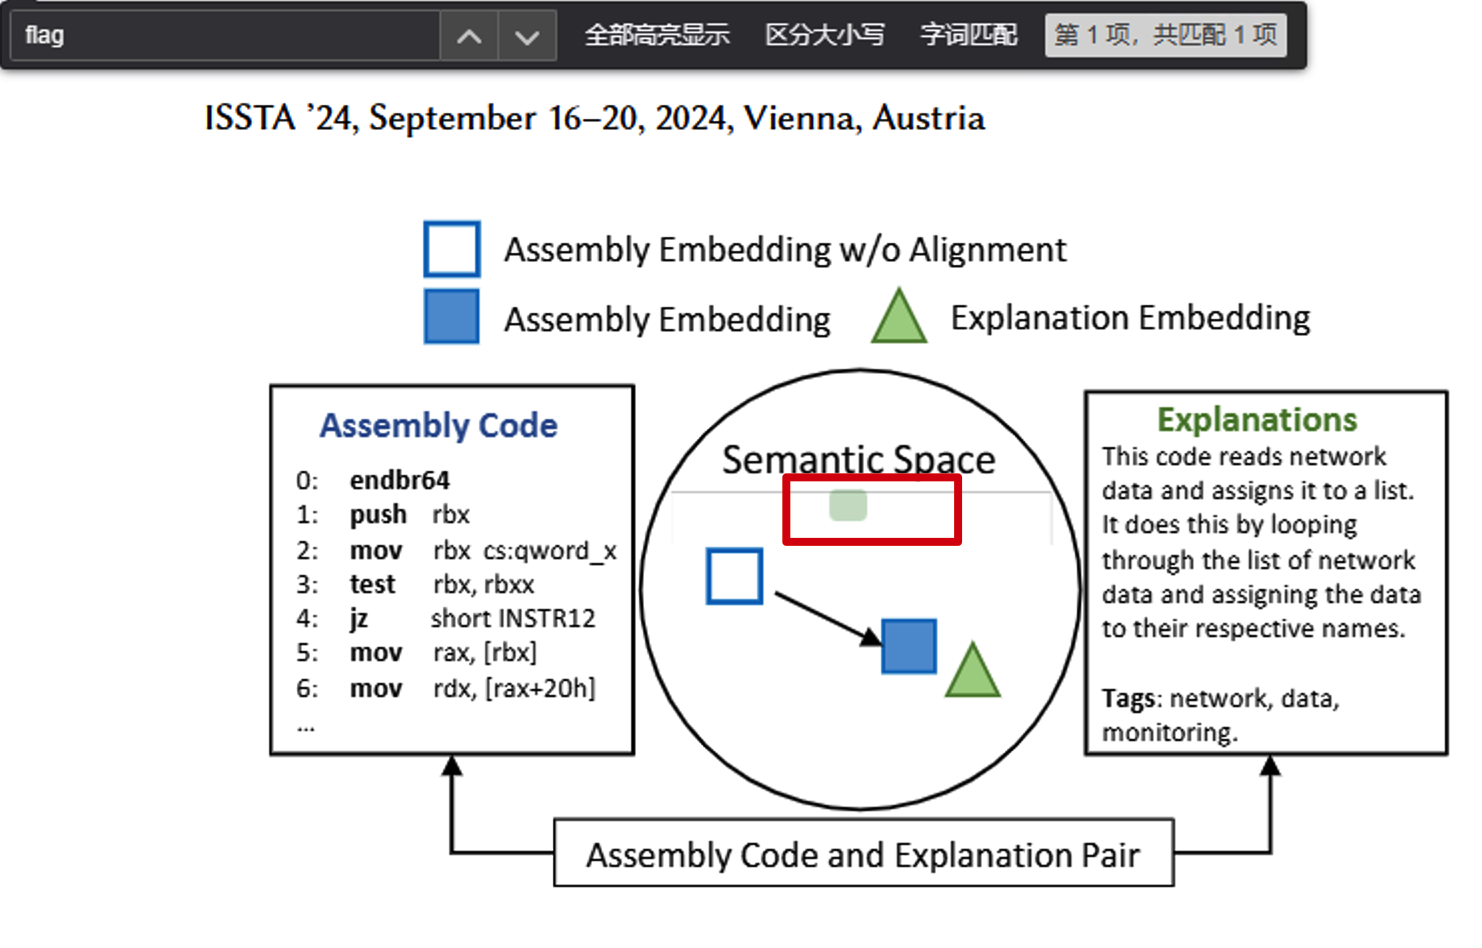 flag 全部高亮显示 区分大小写 字词匹配 第 1 项，共匹配 1 项
ISSTA ’24, September 16–20, 2024, Vienna, Austria
Assembly Embedding w/o Alignment
Assembly Embedding
Explanation Embedding
Assembly Code
0: endbr64
1: push rbx
2: mov rbx cs:qword_x
3: test rbx, rbxx
4: jz short INSTR12
5: mov rax, [rbx]
6: mov rdx, [rax+20h]
...
Semantic Space
Explanations
This code reads network
data and assigns it to a list.
It does this by looping
through the list of network
data and assigning the data
to their respective names.
Tags: network, data,
monitoring.
Assembly Code and Explanation Pair